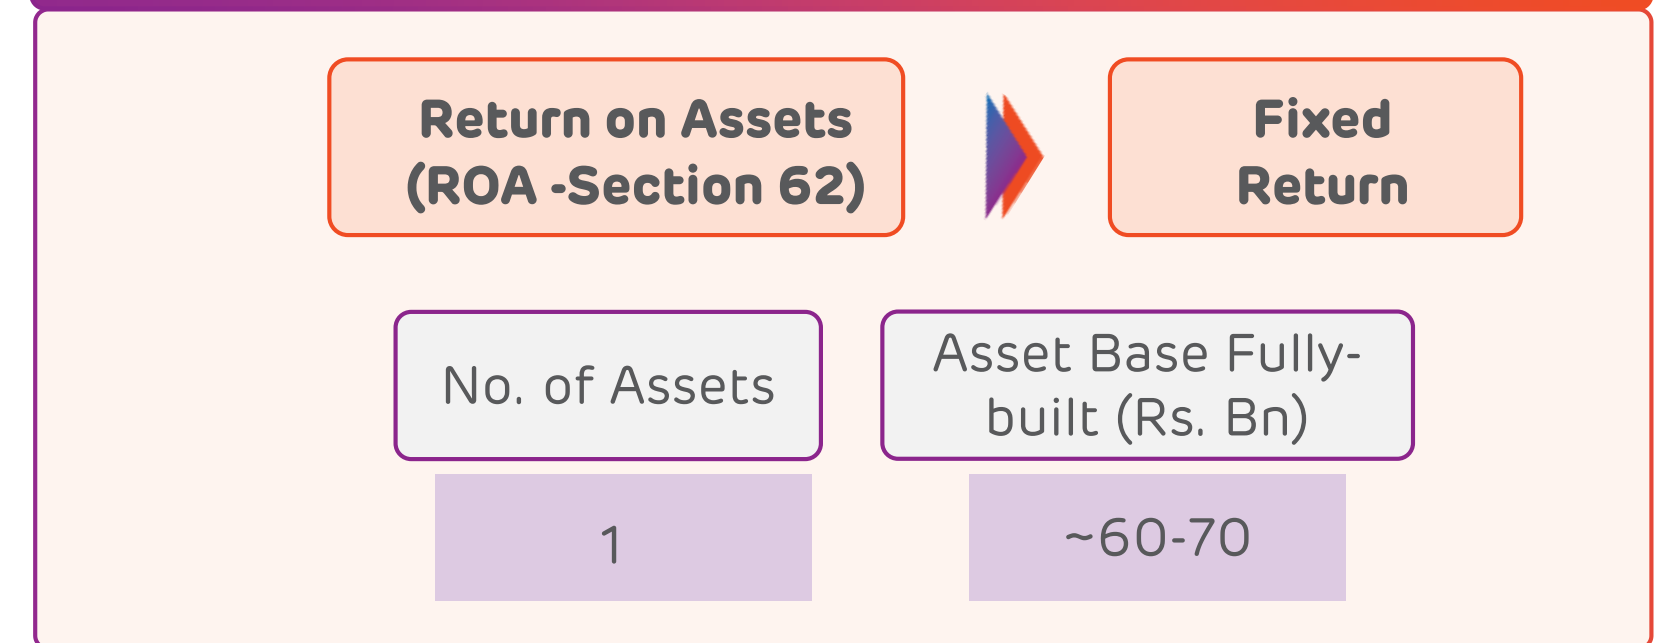 Return on Assets
(ROA -Section 62)
Fixed
Return
No. of Assets
Asset Base Fully-
built (Rs. Bn)
1
~60-70